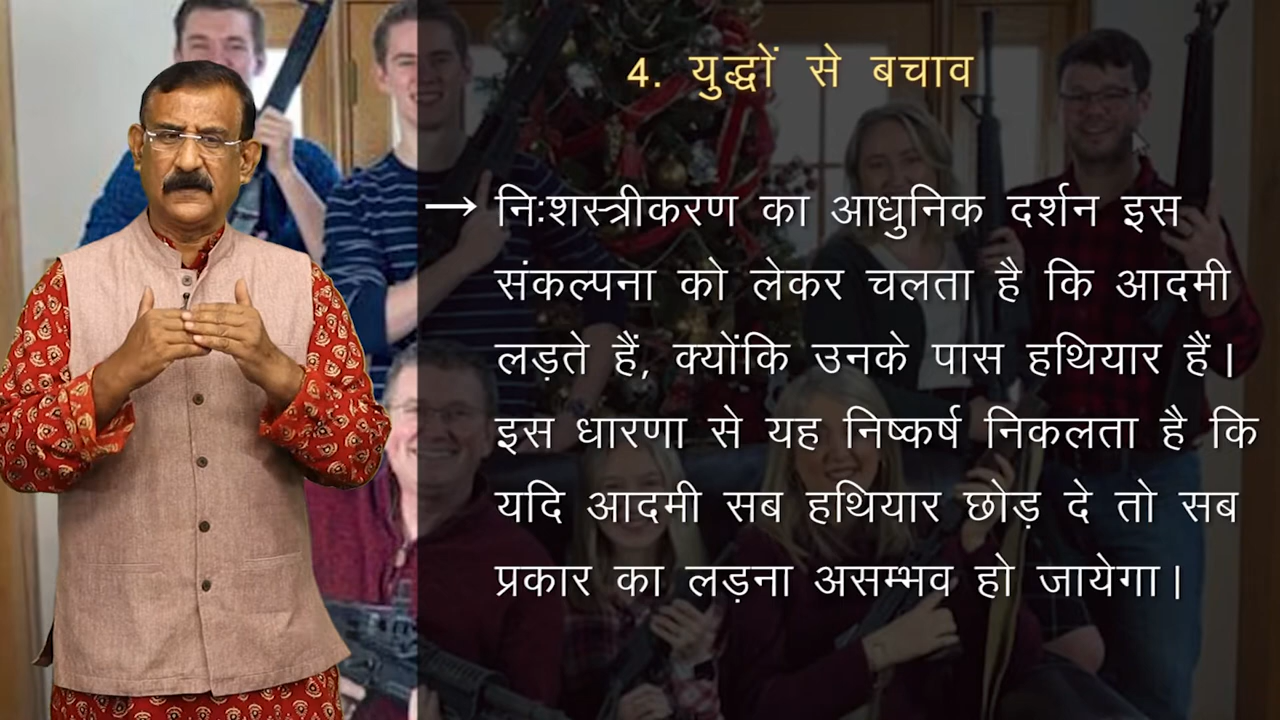 4. युद्धों से बचाव
→ निःशस्त्रीकरण का आधुनिक दर्शन इस
संकल्पना को लेकर चलता है कि आदमी
लड़ते हैं, क्योंकि उनके पास हथियार हैं।
इस धारणा से यह निष्कर्ष निकलता है कि
यदि आदमी सब हथियार छोड़ दे तो सब
प्रकार का लड़ना असम्भव हो जायेगा।